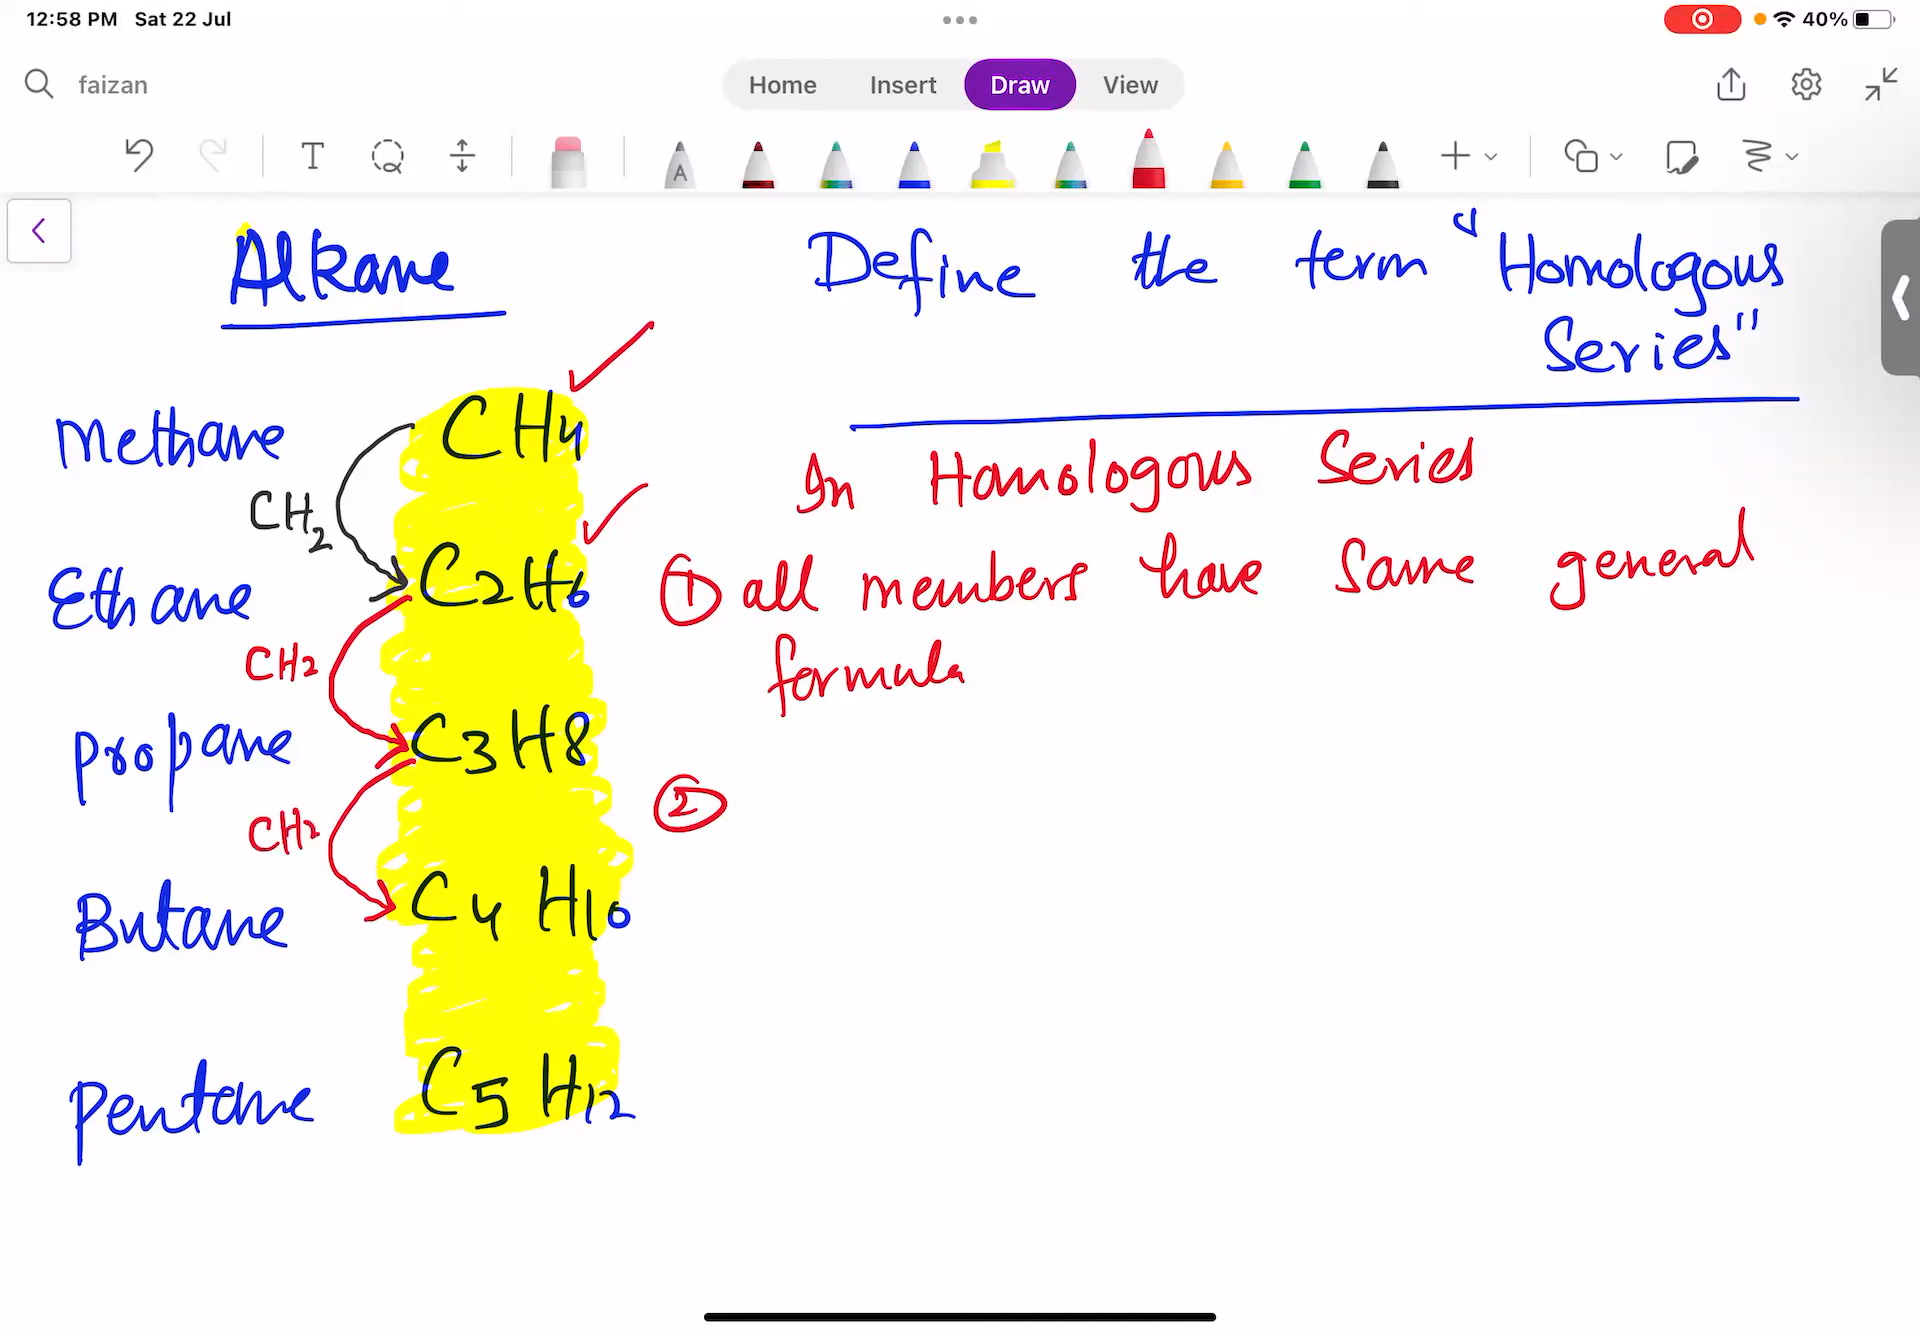 12:58 PM Sat 22 Jul
40%
faizan
Home Insert Draw View
T
A
Alkane
Define the term "Homologous
Series"
Methane CH4
CH2
Ethane C2H6
CH2
Propane C3H8
CH2
Butane C4H10
Pentane C5H12
In Homologous Series
① all members have same general
formula
②